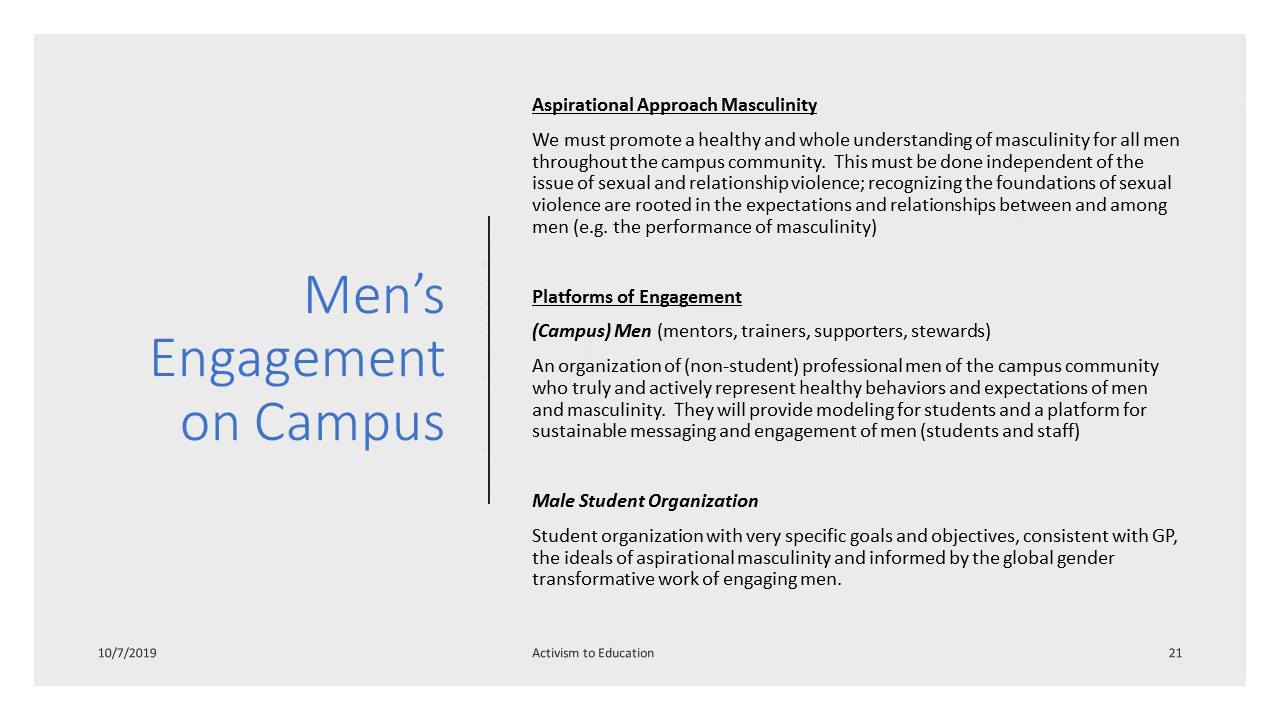 Men’s
Engagement
on Campus
Aspirational Approach Masculinity
We must promote a healthy and whole understanding of masculinity for all men
throughout the campus community.  This must be done independent of the
issue of sexual and relationship violence; recognizing the foundations of sexual
violence are rooted in the expectations and relationships between and among
men (e.g. the performance of masculinity)
Platforms of Engagement
(Campus) Men (mentors, trainers, supporters, stewards)
An organization of (non-student) professional men of the campus community
who truly and actively represent healthy behaviors and expectations of men
and masculinity.  They will provide modeling for students and a platform for
sustainable messaging and engagement of men (students and staff)
Male Student Organization
Student organization with very specific goals and objectives, consistent with GP,
the ideals of aspirational masculinity and informed by the global gender
transformative work of engaging men.
10/7/2019
Activism to Education
21